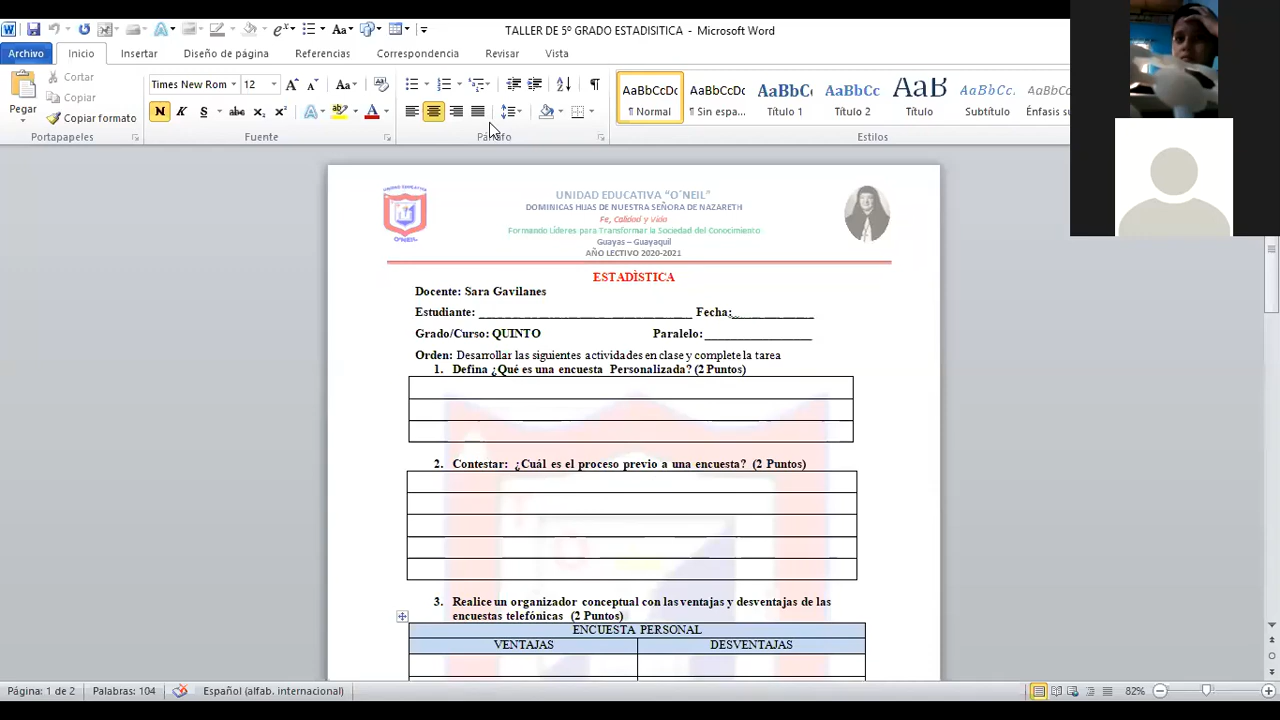 TALLER DE 5º GRADO ESTADISITICA - Microsoft Word
Archivo Inicio Insertar Diseño de página Referencias Correspondencia Revisar Vista
Pegar
Cortar
Copiar
Copiar formato
Portapapeles
Times New Rom 12
Fuente
Párrafo
AaBbCcDc AaBbCcDc AaBbC AaBbCc AaB AaBbCc AaBbCcD
¶ Normal ¶ Sin espa... Título 1 Título 2 Título Subtítulo Énfasis s
Estilos
UNIDAD EDUCATIVA “O´NEIL”
DOMINICAS HIJAS DE NUESTRA SEÑORA DE NAZARETH
Fe, Calidad y Vida
Formando Líderes para Transformar la Sociedad del Conocimiento
Guayas – Guayaquil
AÑO LECTIVO 2020-2021
ESTADÌSTICA
Docente: Sara Gavilanes
Estudiante: Fecha:
Grado/Curso: QUINTO Paralelo:
Orden: Desarrollar las siguientes actividades en clase y complete la tarea
1. Defina ¿Qué es una encuesta Personalizada? (2 Puntos)
2. Contestar: ¿Cuál es el proceso previo a una encuesta? (2 Puntos)
3. Realice un organizador conceptual con las ventajas y desventajas de las
encuestas telefónicas (2 Puntos)
ENCUESTA PERSONAL
VENTAJAS DESVENTAJAS
Página: 1 de 2 Palabras: 104 Español (alfab. internacional) 82%